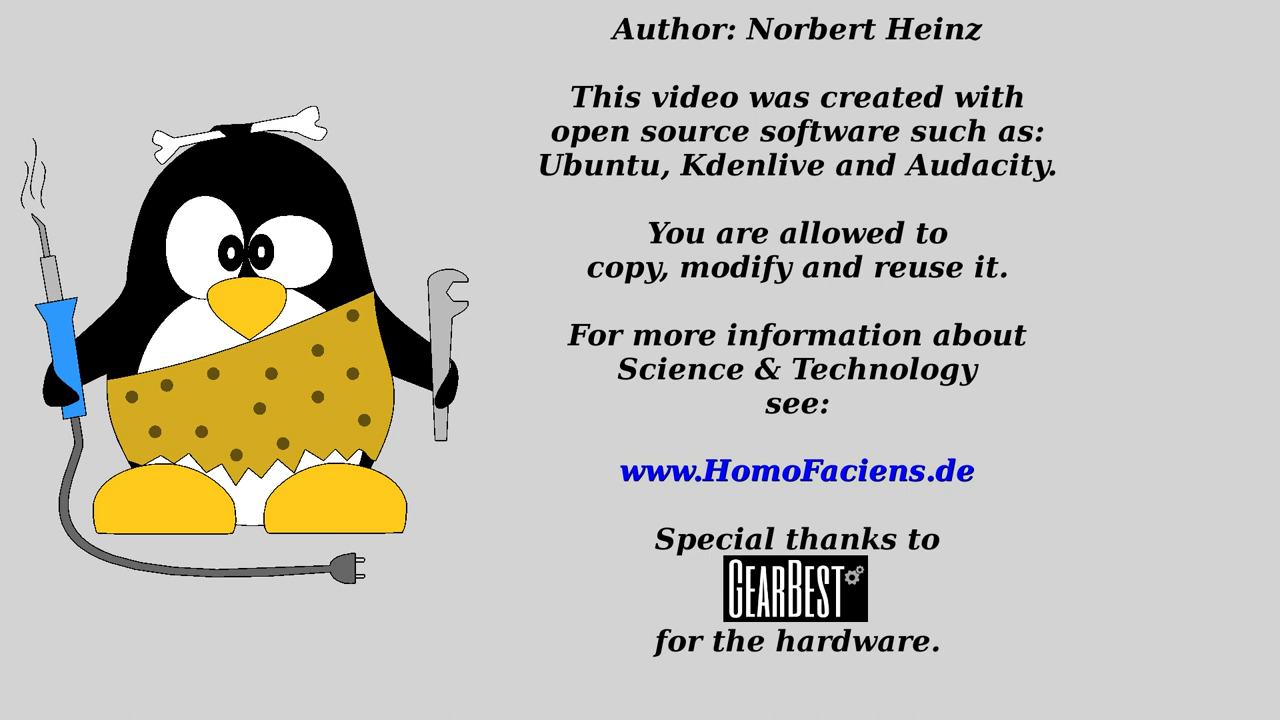 Author: Norbert Heinz
This video was created with
open source software such as:
Ubuntu, Kdenlive and Audacity.
You are allowed to
copy, modify and reuse it.
For more information about
Science & Technology
see:
www.HomoFaciens.de
Special thanks to
GEARBEST
for the hardware.